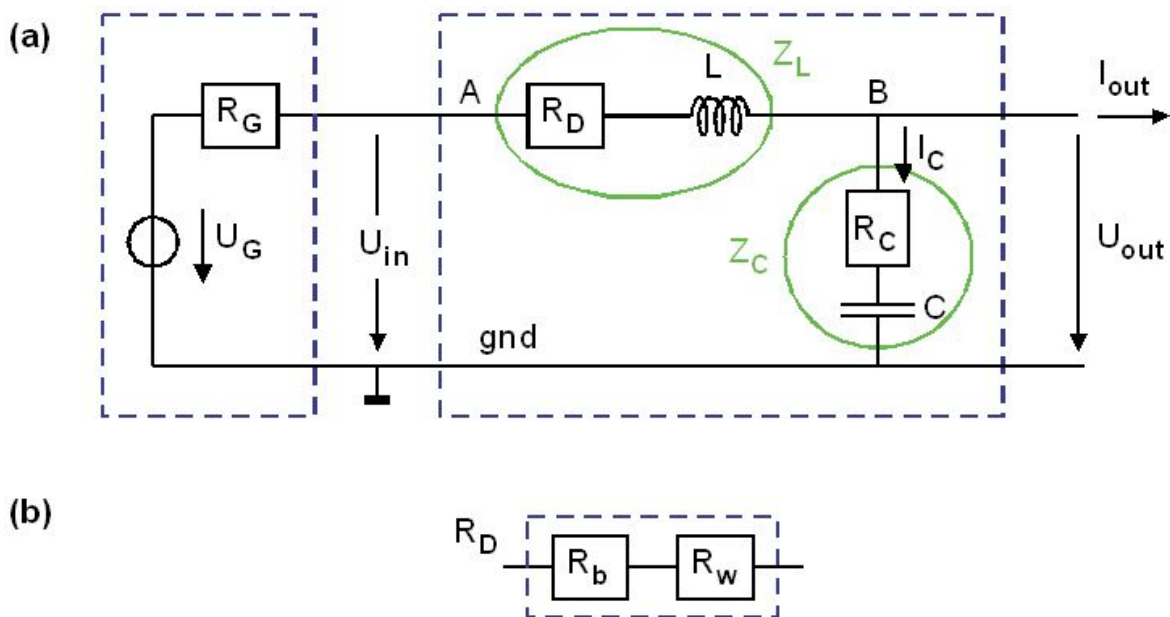 (a)
R_G
U_G
U_in
A
R_D
L
Z_L
B
I_out
I_C
R_C
Z_C
C
U_out
gnd
(b)
R_D
R_b
R_w